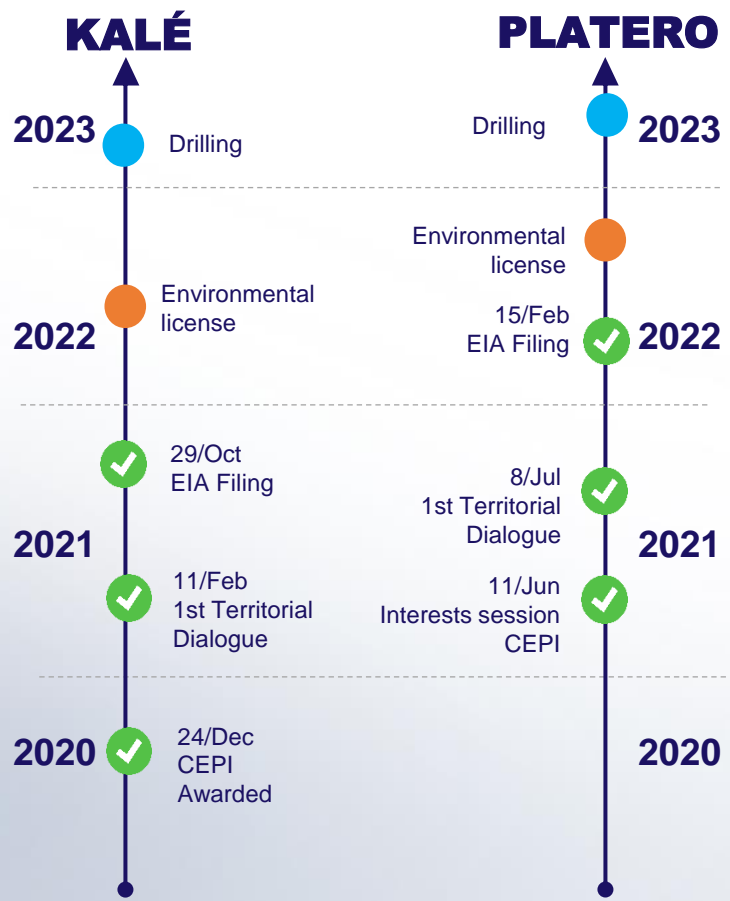 KALÉ
2023
Drilling
Environmental
license
2022
29/Oct
EIA Filing
2021
11/Feb
1st Territorial
Dialogue
2020
24/Dec
CEPI
Awarded
PLATERO
Drilling
2023
Environmental
license
15/Feb
EIA Filing
2022
8/Jul
1st Territorial
Dialogue
2021
11/Jun
Interests session
CEPI
2020